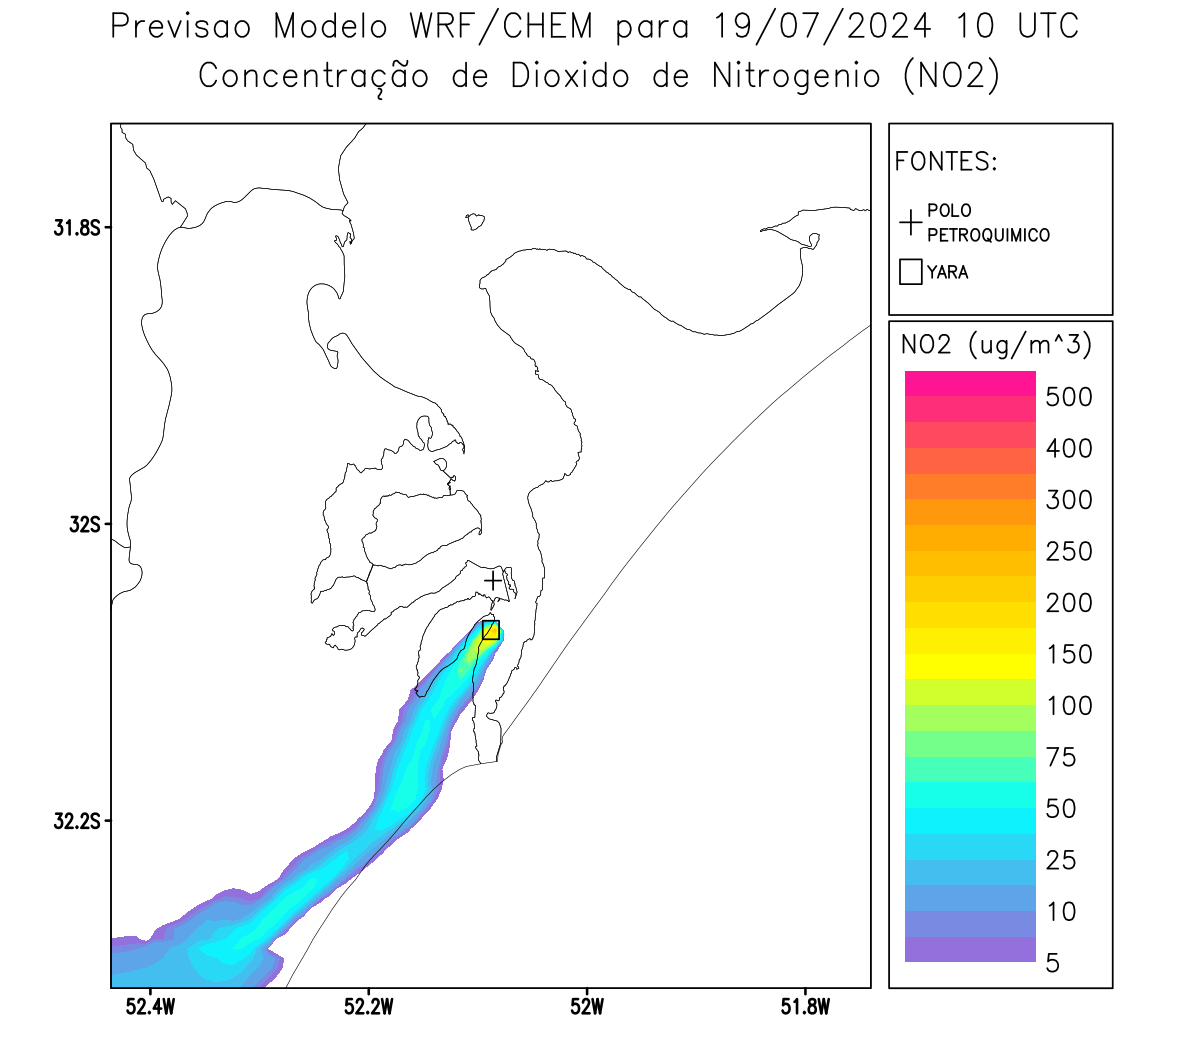 Previsao Modelo WRF/CHEM para 19/07/2024 10 UTC
Concentração de Dioxido de Nitrogenio (NO2)
FONTES:
POLO
PETROQUIMICO
YARA
NO2 (ug/m^3)
500
400
300
250
200
150
100
75
50
25
10
5
31.8S
32S
32.2S
52.4W
52.2W
52W
51.8W